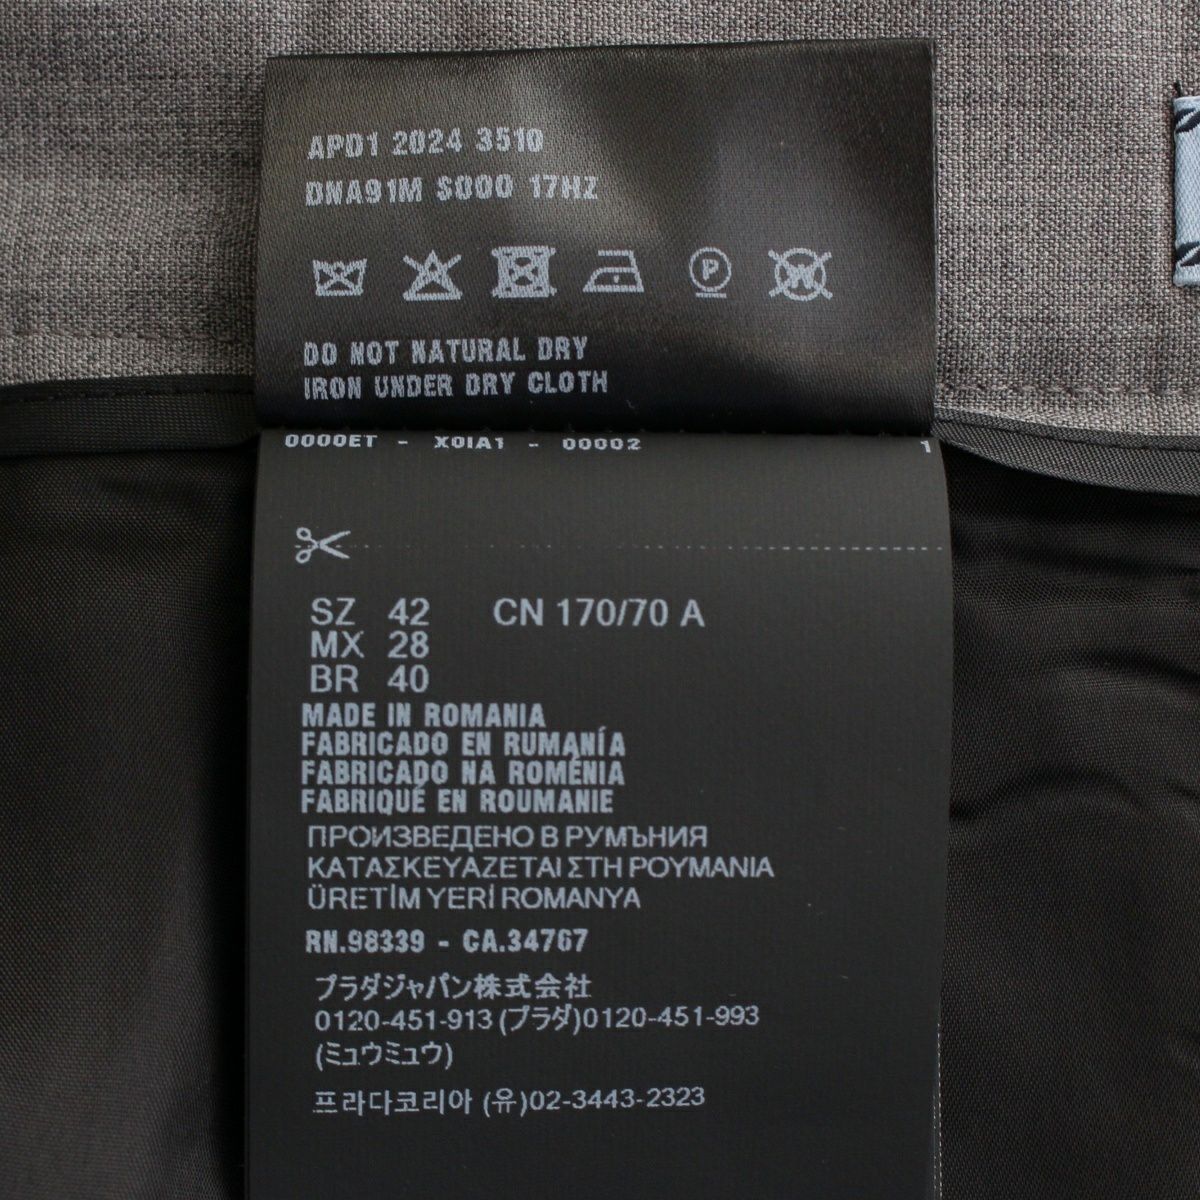 APD1 2024 3510
DNA91M S000 17HZ
P
W
DO NOT NATURAL DRY
IRON UNDER DRY CLOTH
0000ET - X0IA1 - 00002 1
SZ 42 CN 170/70 A
MX 28
BR 40
MADE IN ROMANIA
FABRICADO EN RUMANÍA
FABRICADO NA ROMÉNIA
FABRIQUÉ EN ROUMANIE
ПРОИЗВЕДЕНО В РУМЪНИЯ
ΚΑΤΑΣΚΕΥΑΖΕΤΑΙ ΣΤΗ ΡΟΥΜΑΝΙΑ
ÜRETİM YERİ ROMANYA
RN.98339 - CA.34767
プラダジャパン株式会社
0120-451-913 (プラダ)0120-451-993
(ミュウミュウ)
프라다코리아 (유)02-3443-2323